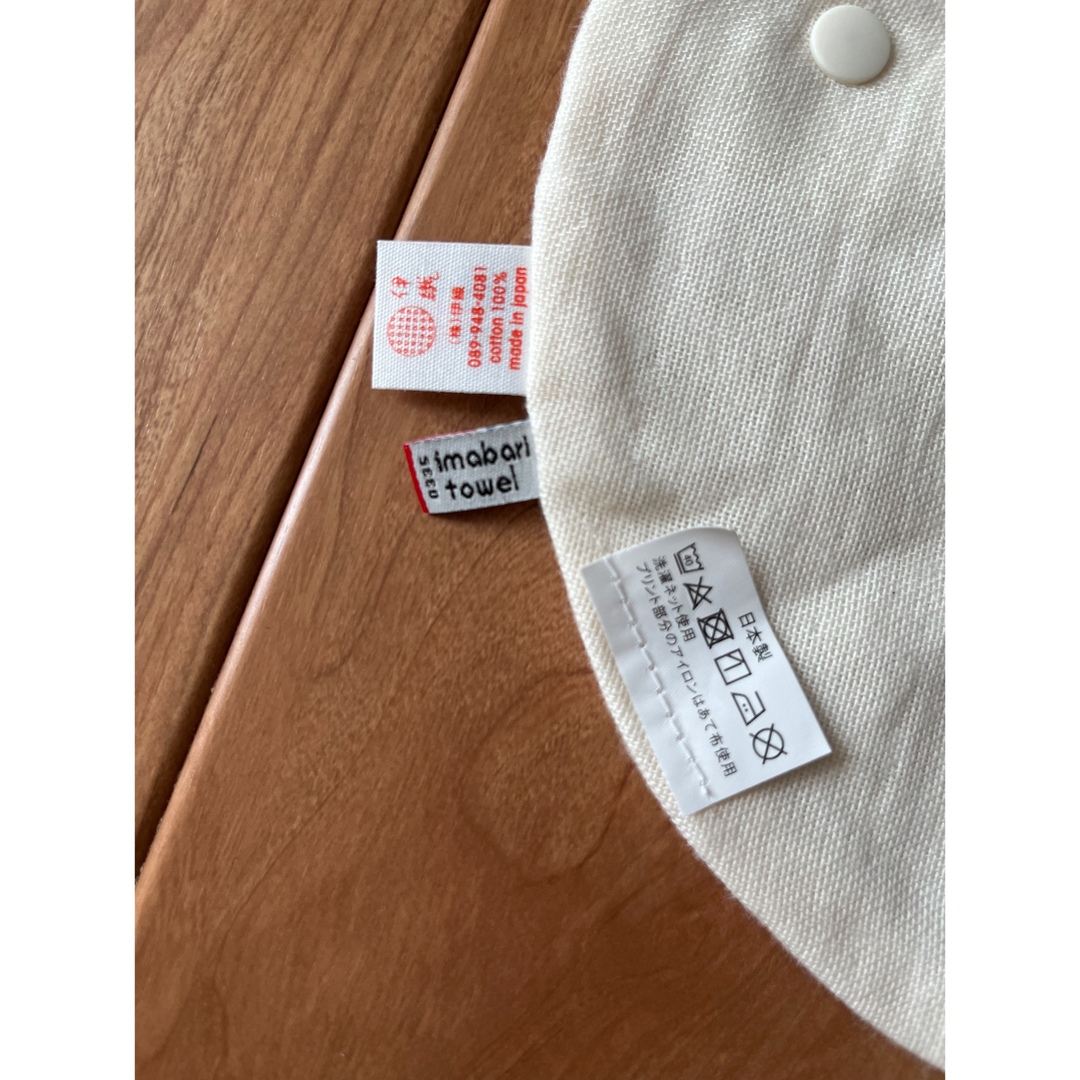 伊織
(株)伊織
089-948-4081
cotton 100%
made in japan
imabari
towel
0335
日本製
40
洗濯ネット使用
プリント部分のアイロンはあて布使用